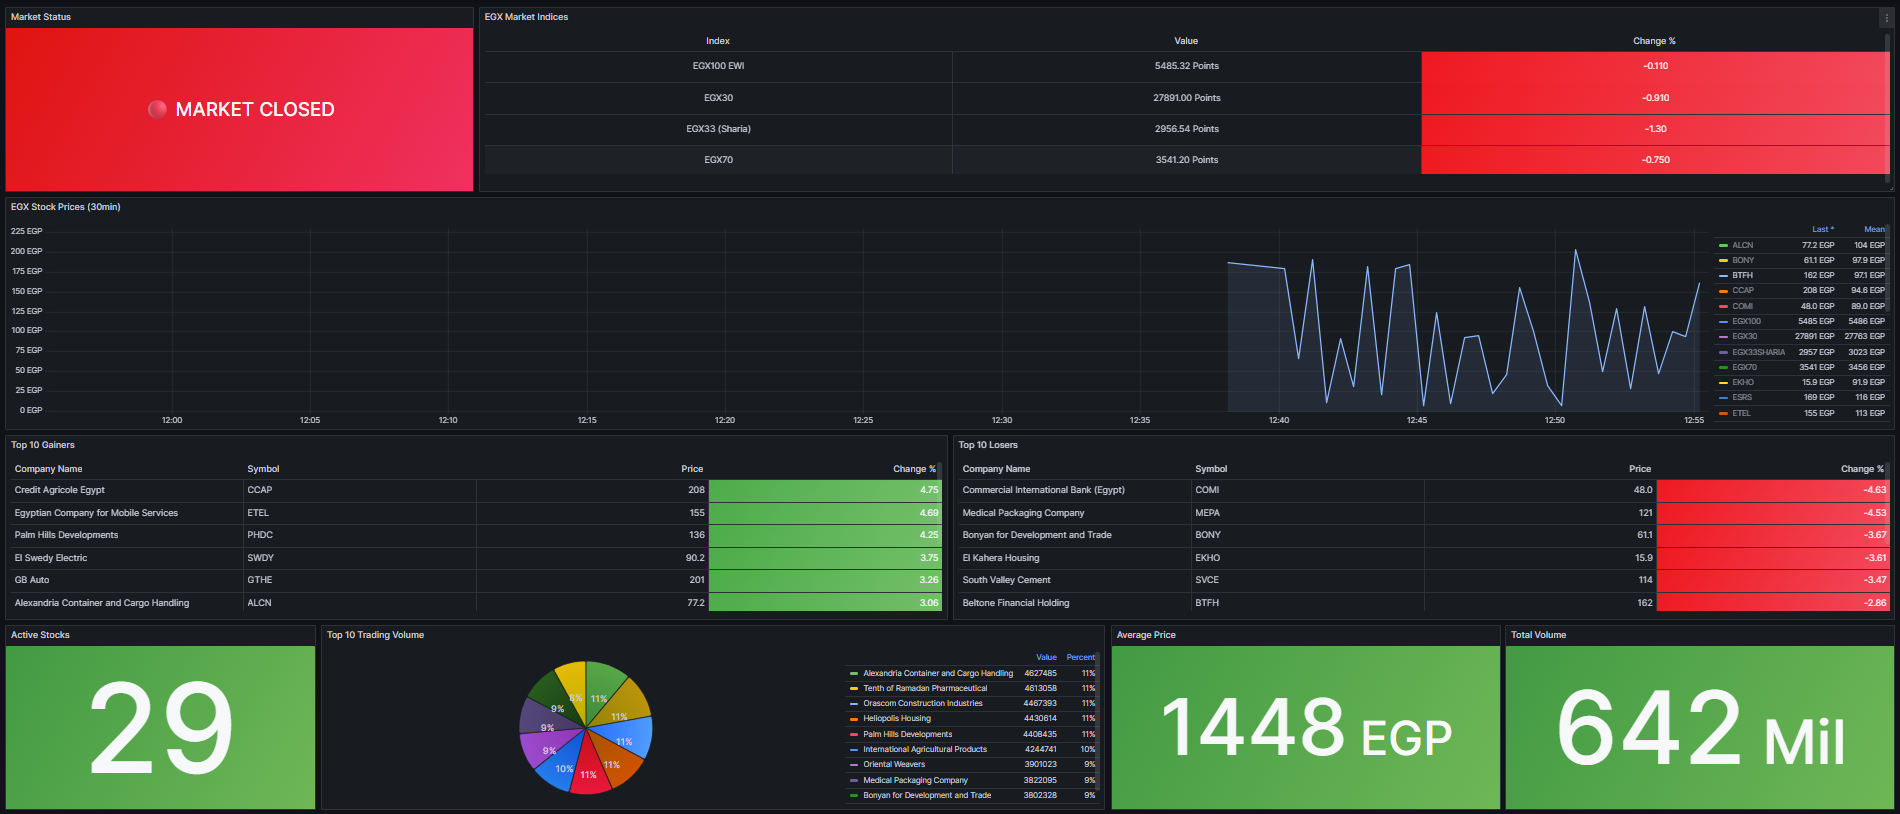 Market Status
MARKET CLOSED
EGX Market Indices
Index Value Change %
EGX100 EWI 5485.32 Points -0.110
EGX30 27891.00 Points -0.910
EGX33 (Sharia) 2956.54 Points -1.30
EGX70 3541.20 Points -0.750
EGX Stock Prices (30min)
225 EGP
200 EGP
175 EGP
150 EGP
125 EGP
100 EGP
75 EGP
50 EGP
25 EGP
0 EGP
12:00 12:05 12:10 12:15 12:20 12:25 12:30 12:35 12:40 12:45 12:50 12:55
Last * Mean
ALCN 77.2 EGP 104 EGP
BONY 61.1 EGP 97.9 EGP
BTFH 162 EGP 97.1 EGP
CCAP 208 EGP 94.6 EGP
COMI 48.0 EGP 89.0 EGP
EGX100 5485 EGP 5486 EGP
EGX30 27891 EGP 27763 EGP
EGX33SHARIA 2957 EGP 3023 EGP
EGX70 3541 EGP 3456 EGP
EKHO 15.9 EGP 91.9 EGP
ESRS 169 EGP 116 EGP
ETEL 155 EGP 113 EGP
Top 10 Gainers
Company Name Symbol Price Change %
Credit Agricole Egypt CCAP 208 4.75
Egyptian Company for Mobile Services ETEL 155 4.69
Palm Hills Developments PHDC 136 4.25
El Swedy Electric SWDY 90.2 3.75
GB Auto GTHE 201 3.26
Alexandria Container and Cargo Handling ALCN 77.2 3.06
Top 10 Losers
Company Name Symbol Price Change %
Commercial International Bank (Egypt) COMI 48.0 -4.63
Medical Packaging Company MEPA 121 -4.53
Bonyan for Development and Trade BONY 61.1 -3.67
El Kahera Housing EKHO 15.9 -3.61
South Valley Cement SVCE 114 -3.47
Beltone Financial Holding BTFH 162 -2.86
Active Stocks
29
Top 10 Trading Volume
8% 11%
9% 11%
9% 11%
9% 11%
10% 11%
Value Percent
Alexandria Container and Cargo Handling 4627485 11%
Tenth of Ramadan Pharmaceutical 4613058 11%
Orascom Construction Industries 4467393 11%
Heliopolis Housing 4430614 11%
Palm Hills Developments 4408435 11%
International Agricultural Products 4244741 10%
Oriental Weavers 3901023 9%
Medical Packaging Company 3822095 9%
Bonyan for Development and Trade 3802328 9%
Average Price
1448 EGP
Total Volume
642 Mil